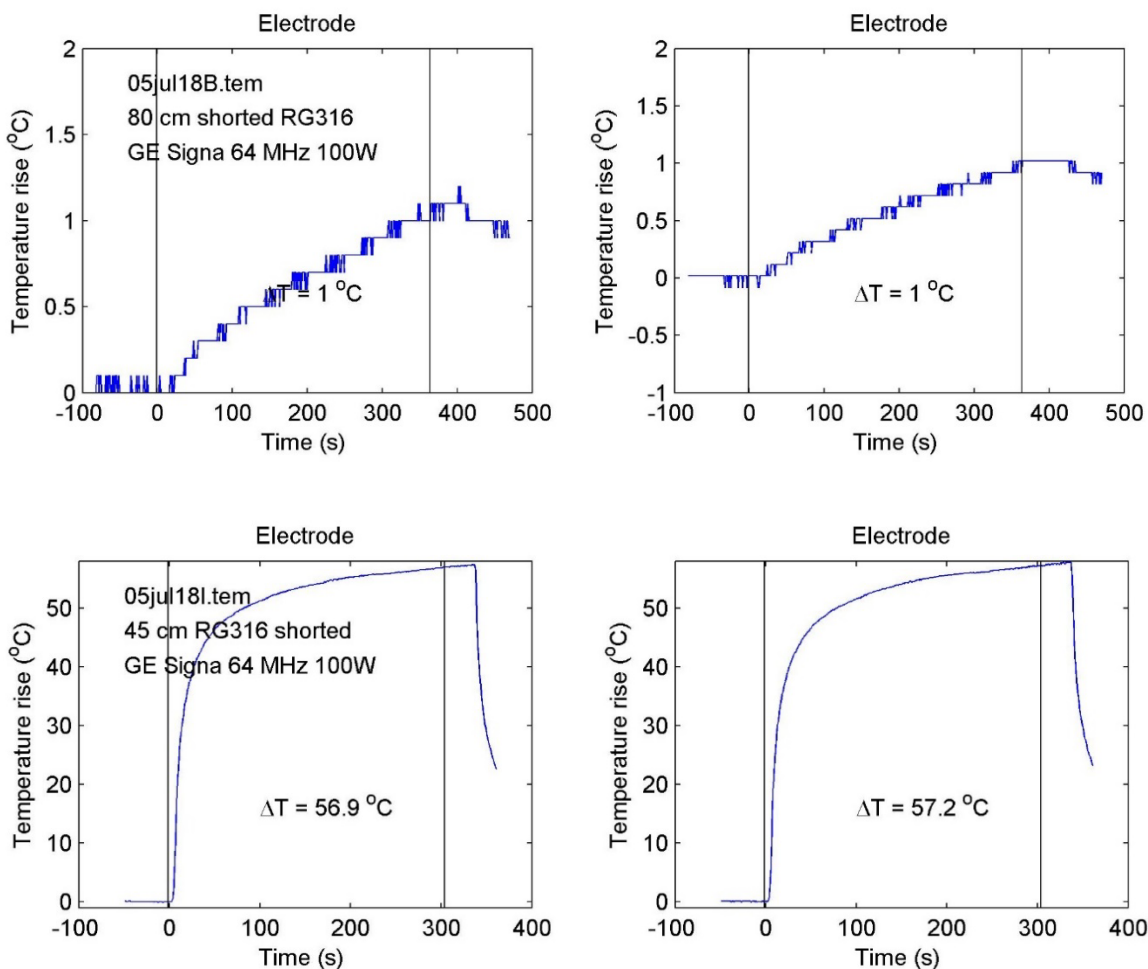 Electrode
2
1.5
1
0.5
0
Temperature rise (°C)
05jul18B.tem
80 cm shorted RG316
GE Signa 64 MHz 100W
ΔT = 1 °C
-100 0 100 200 300 400 500
Time (s)
Electrode
2
1.5
1
0.5
0
-0.5
-1
Temperature rise (°C)
ΔT = 1 °C
-100 0 100 200 300 400 500
Time (s)
Electrode
50
40
30
20
10
0
Temperature rise (°C)
05jul18I.tem
45 cm RG316 shorted
GE Signa 64 MHz 100W
ΔT = 56.9 °C
-100 0 100 200 300 400
Time (s)
Electrode
50
40
30
20
10
0
Temperature rise (°C)
ΔT = 57.2 °C
-100 0 100 200 300 400
Time (s)